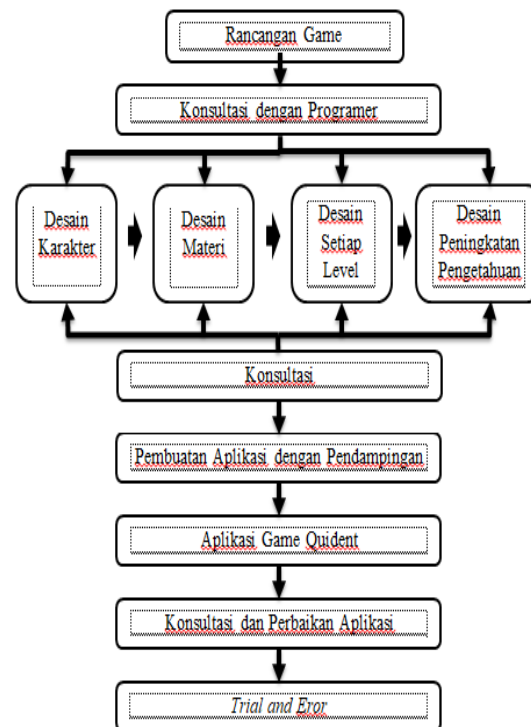 Rancangan Game
Konsultasi dengan Programer
Desain
Karakter
Desain
Materi
Desain
Setiap
Level
Desain
Peningkatan
Pengetahuan
Konsultasi
Pembuatan Aplikasi dengan Pendampingan
Aplikasi Game Quident
Konsultasi dan Perbaikan Aplikasi
Trial and Eror